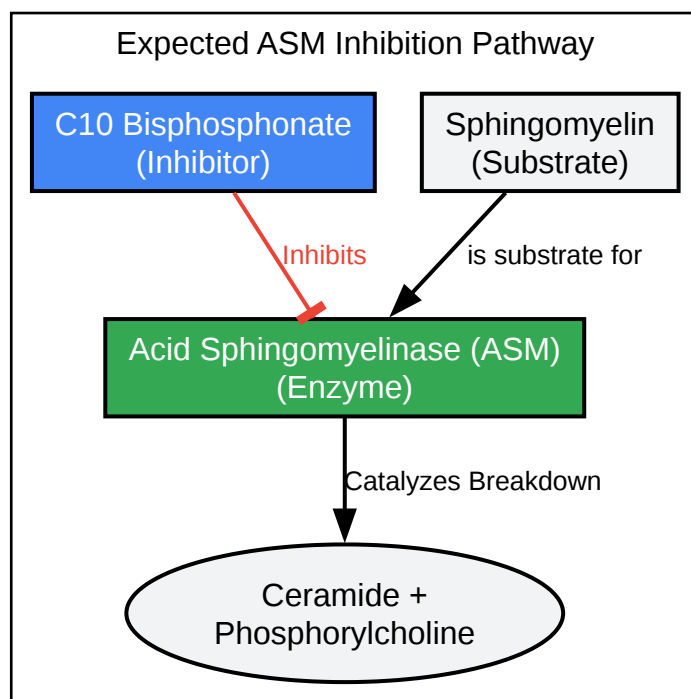 Expected ASM Inhibition Pathway
C10 Bisphosphonate
(Inhibitor)
Sphingomyelin
(Substrate)
Inhibits
is substrate for
Acid Sphingomyelinase (ASM)
(Enzyme)
Catalyzes Breakdown
Ceramide +
Phosphorylcholine